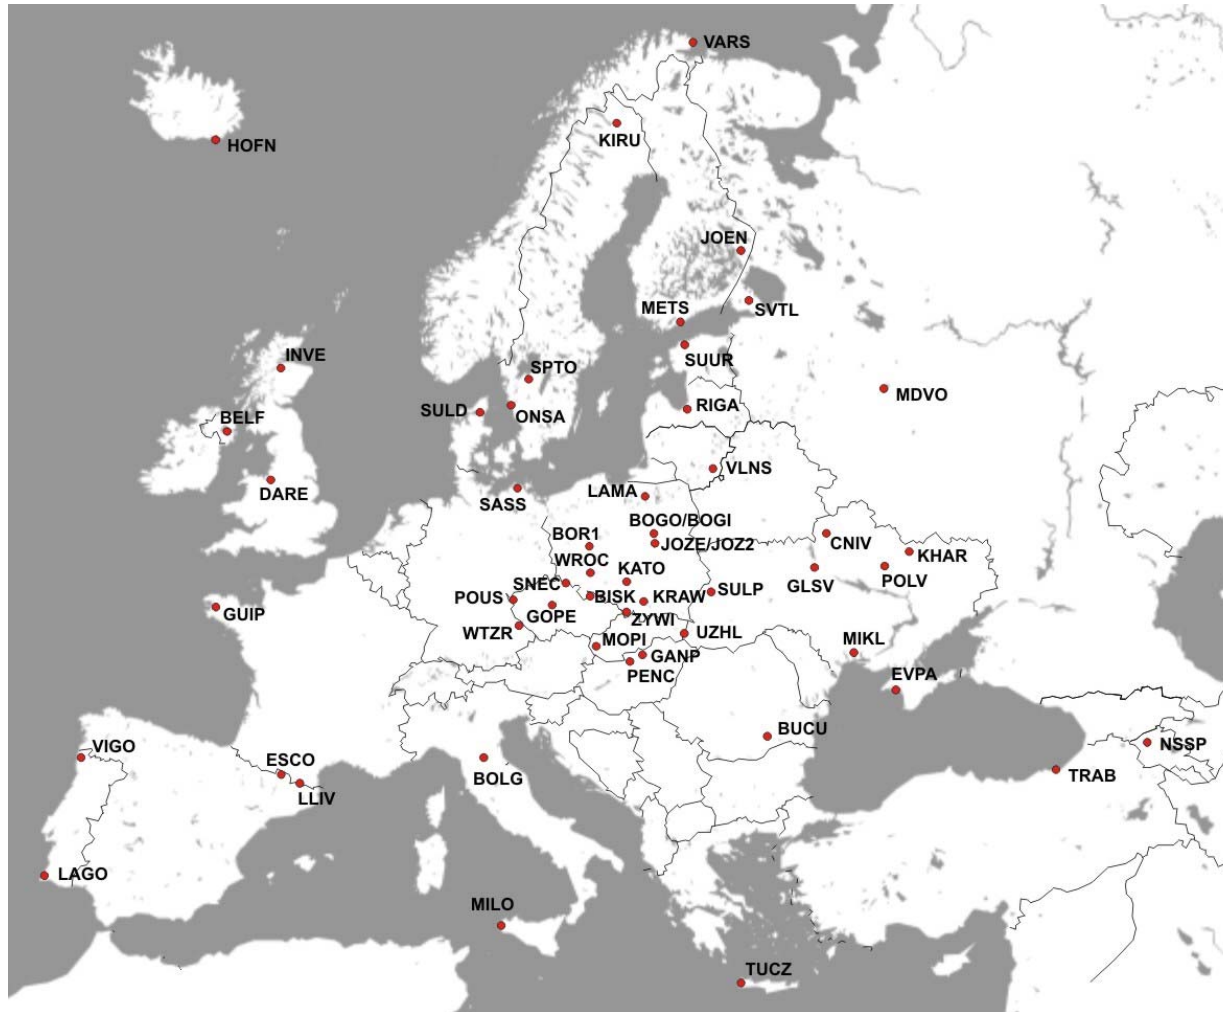 VARS
HOFN
KIRU
JOEN
METS
SVTL
SUUR
INVE
SPTO
MDVO
SULD
ONSA
RIGA
BELF
VLNS
DARE
SASS
LAMA
BOGO/BOGI
BOR1
JOZE/JOZ2
CNIV
KHAR
WROC
KATO
GLSV
POLV
SNEC
SULP
POUS
BISK
KRAW
GUIP
GOPE
ZYWI
WTZR
UZHL
MOPI
MIKL
GANP
PENC
EVPA
BUCU
VIGO
NSSP
ESCO
BOLG
TRAB
LLIV
LAGO
MILO
TUCZ